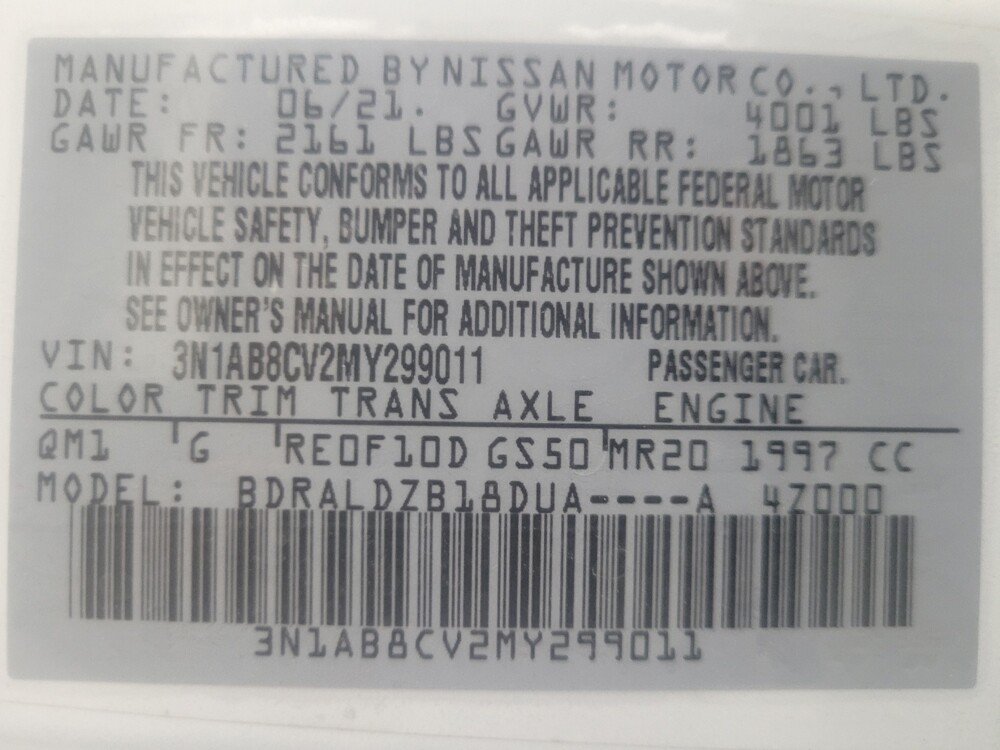 MANUFACTURED BY NISSAN MOTOR CO., LTD.
DATE: 06/21. GVWR: 4001 LBS
GAWR FR: 2161 LBS GAWR RR: 1863 LBS
THIS VEHICLE CONFORMS TO ALL APPLICABLE FEDERAL MOTOR
VEHICLE SAFETY, BUMPER AND THEFT PREVENTION STANDARDS
IN EFFECT ON THE DATE OF MANUFACTURE SHOWN ABOVE.
SEE OWNER'S MANUAL FOR ADDITIONAL INFORMATION.
VIN: 3N1AB8CV2MY299011 PASSENGER CAR.
COLOR TRIM TRANS AXLE ENGINE
QM1 G RE0F10D GS50 MR20 1997 CC
MODEL: BDRALDZB18DUA----A 4Z000
3N1AB8CV2MY299011